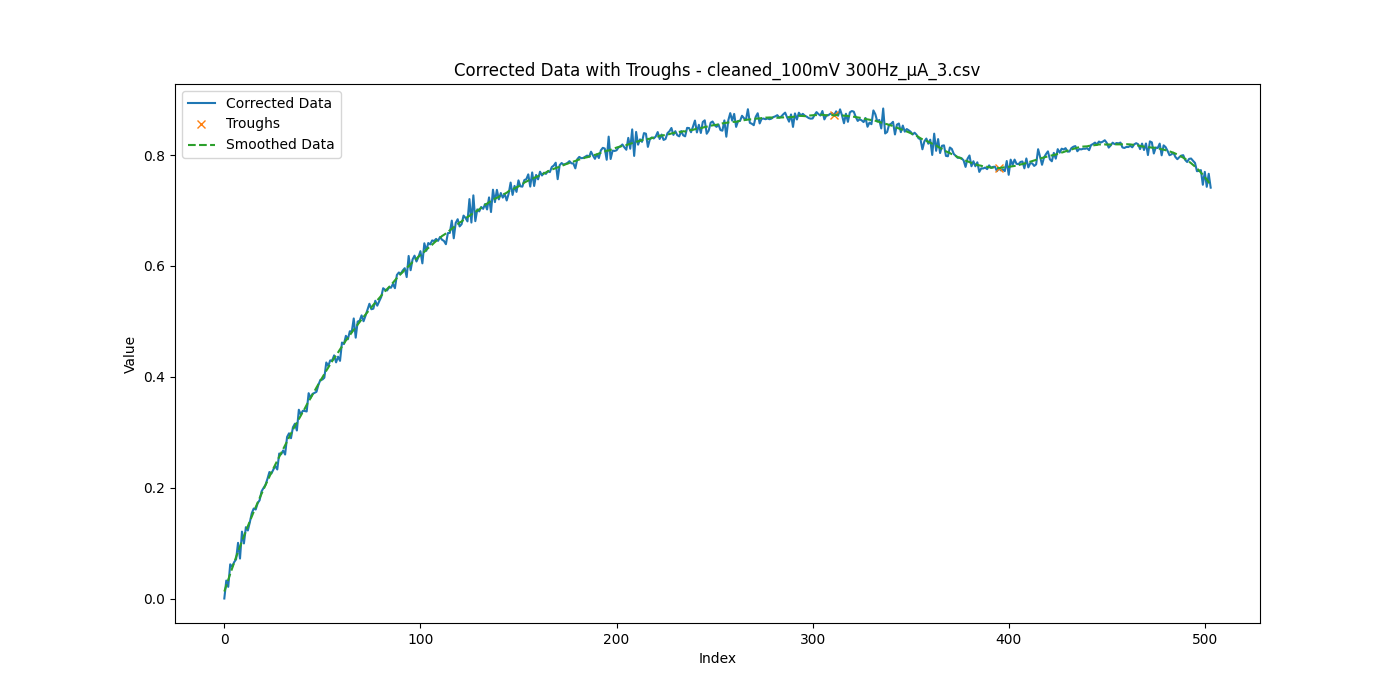 Corrected Data with Troughs - cleaned_100mV 300Hz_µA_3.csv
Corrected Data
Troughs
Smoothed Data
Value
0.8
0.6
0.4
0.2
0.0
0 100 200 300 400 500
Index